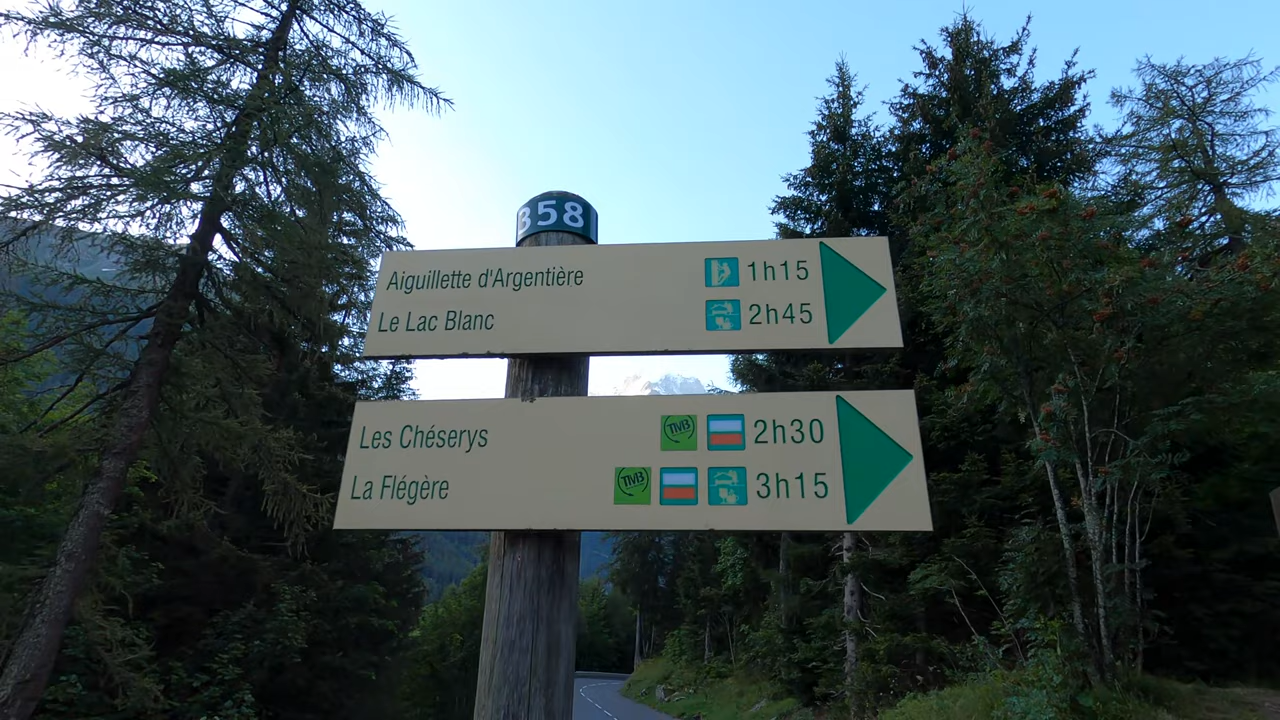 358
Aiguillette d'Argentière 1h15
Le Lac Blanc 2h45
Les Chéserys TMB 2h30
La Flégère TMB 3h15